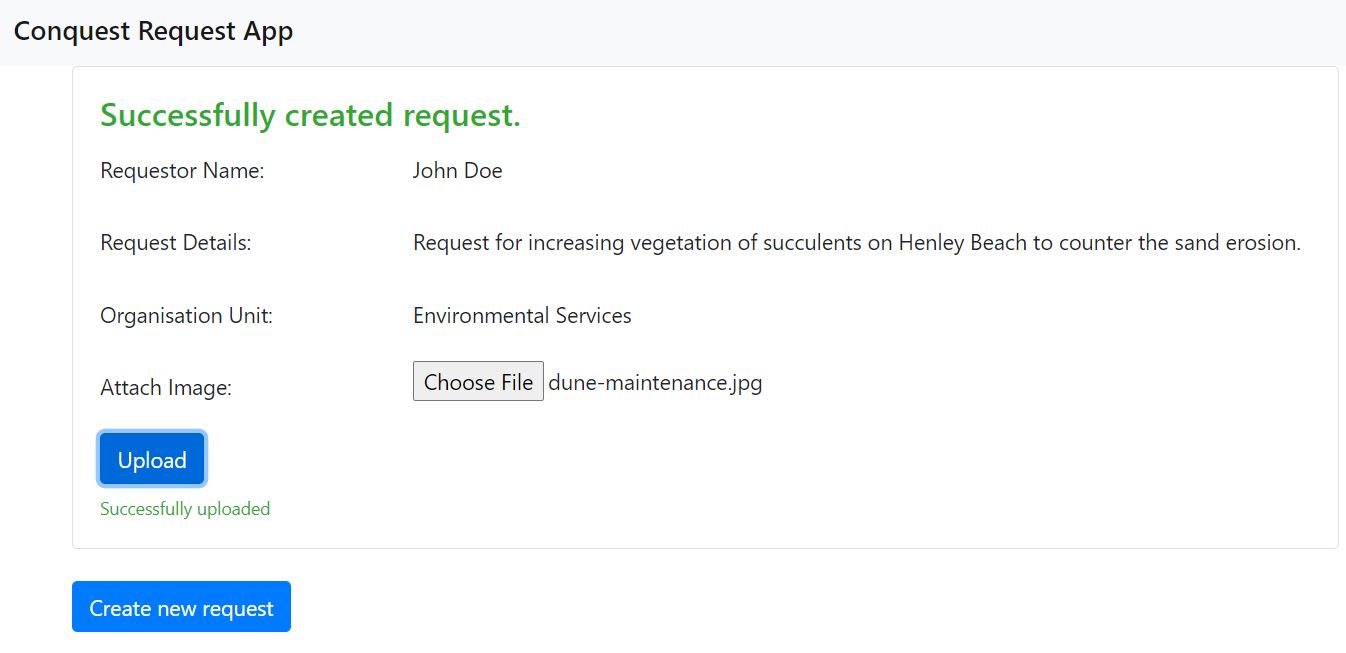 Conquest Request App
Successfully created request.
Requestor Name: John Doe
Request Details: Request for increasing vegetation of succulents on Henley Beach to counter the sand erosion.
Organisation Unit: Environmental Services
Attach Image: Choose File dune-maintenance.jpg
Upload
Successfully uploaded
Create new request